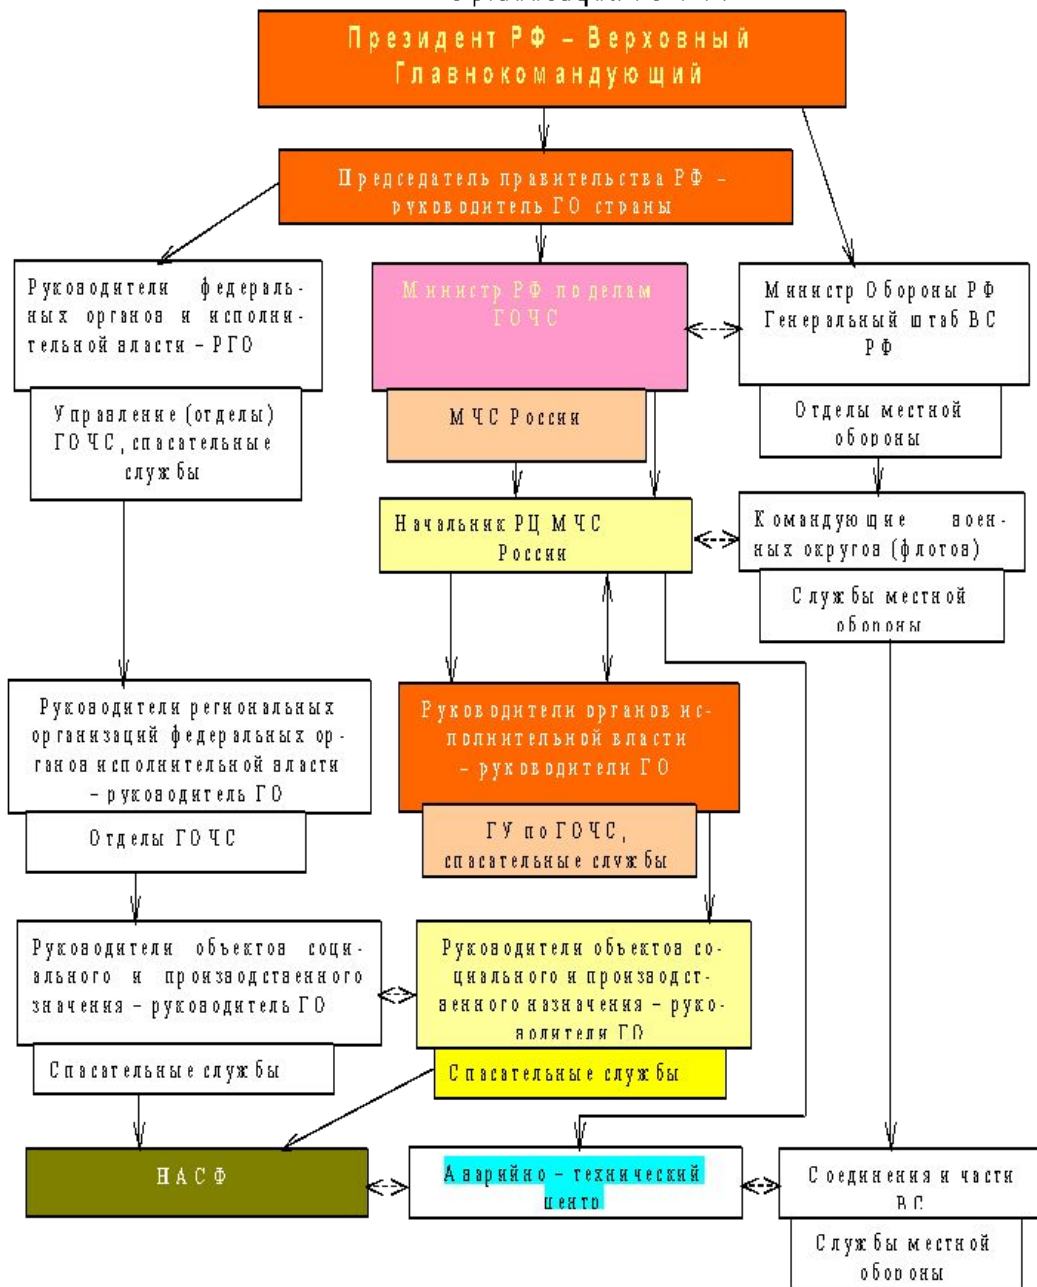 Президент РФ – Верховный
Главнокомандующий
Председатель правительства РФ –
руководитель ГО страны
Руководители федераль-
ных органов и исполни-
тельной власти – РГО
Управление (отделы)
ГОЧС, спасательные
службы
Министр РФ по делам
ГОЧС
МЧС России
Министр Обороны РФ
Генеральный штаб ВС
РФ
Отделы местной
обороны
Начальник РЦ МЧС
России
Командующие воен-
ных округов (флотов)
Службы местной
обороны
Руководители региональных
организаций федеральных ор-
ганов исполнительной власти
– руководитель ГО
Отделы ГОЧС
Руководители органов ис-
полнительной власти
– руководители ГО
ГУ по ГОЧС,
спасательные службы
Руководители объектов соци-
ального и производственного
значения – руководитель ГО
Спасательные службы
Руководители объектов со-
циального и производст-
венного назначения – руко-
водители ГО
Спасательные службы
НАСФ
Аварийно – технический
центр
Соединения и части
ВС
Службы местной
обороны